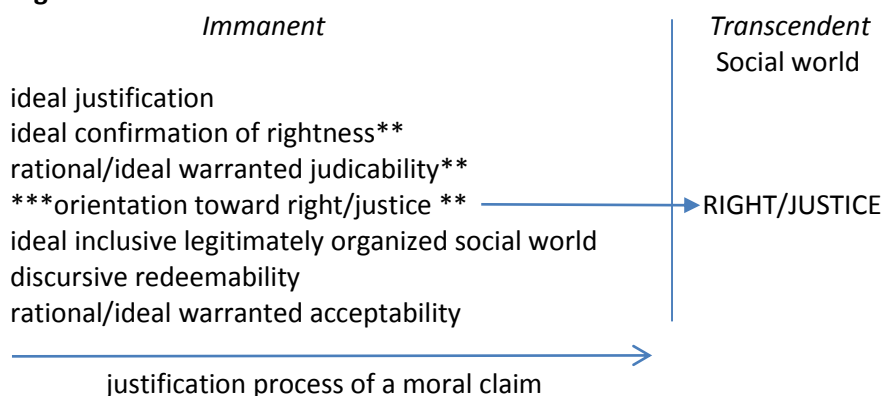 Immanent Transcendent
Social world
ideal justification
ideal confirmation of rightness**
rational/ideal warranted judicability**
***orientation toward right/justice ** RIGHT/JUSTICE
ideal inclusive legitimately organized social world
discursive redeemability
rational/ideal warranted acceptability
justification process of a moral claim